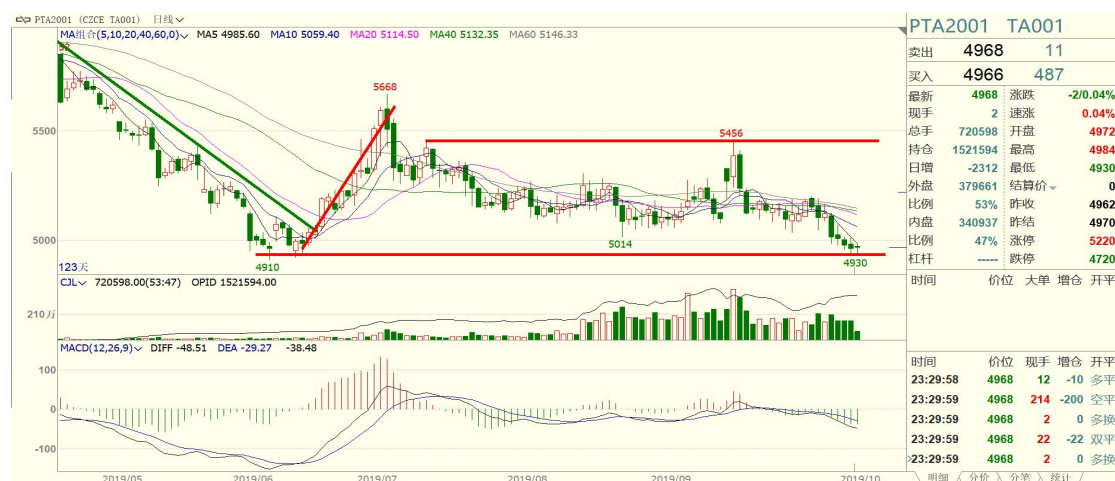 PTA2001 (CZCE TA001) 日线
MA组合(5,10,20,40,60,0) MA5 4985.60 MA10 5059.40 MA20 5114.50 MA40 5132.35 MA60 5146.33
5668
5456
5500
5014
5000
4910
4930
123天
CJL 720598.00(53:47) OPID 1521594.00
210万
MACD(12,26,9) DIFF -48.51 DEA -29.27 -38.48
100
0
-100
2019/05 2019/06 2019/07 2019/08 2019/09 2019/10
PTA2001 TA001
卖出 4968 11
买入 4966 487
最新 4968 涨跌 -2/0.04%
现手 2 速涨 0.04%
总手 720598 开盘 4972
持仓 1521594 最高 4984
日增 -2312 最低 4930
外盘 379661 结算价 0
比例 53% 昨收 4962
内盘 340937 昨结 4970
比例 47% 涨停 5220
杠杆 ----- 跌停 4720
时间 价位 大单 增仓 开平
时间 价位 现手 增仓 开平
23:29:58 4968 12 -10 多平
23:29:59 4968 214 -200 空平
23:29:59 4968 2 0 多换
23:29:59 4968 22 -22 双平
23:29:59 4968 2 0 多换
明细 分价 分笔 统计